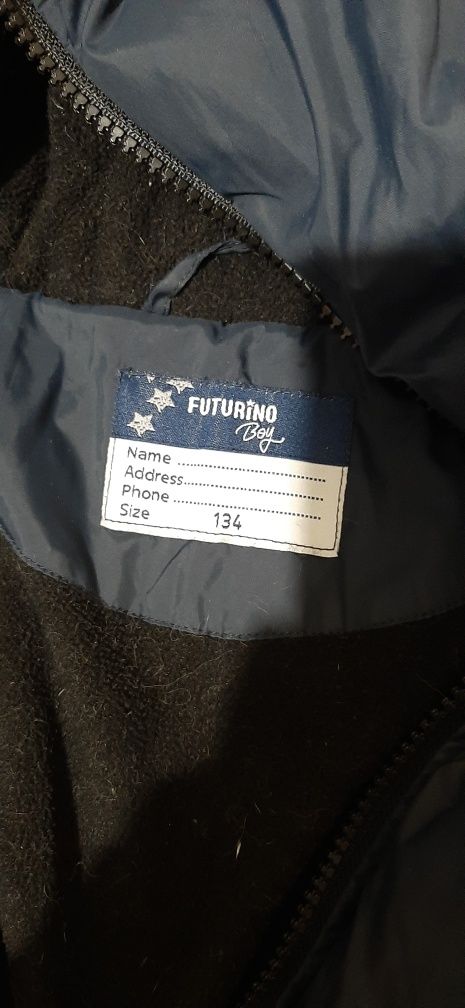 FUTURiNO
Boy
Name ..............................
Address............................
Phone ..............................
Size 134